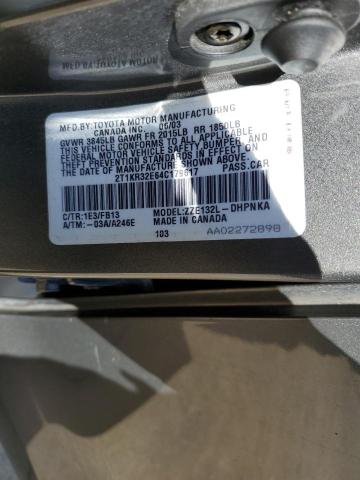 MFD.BY:TOYOTA MOTOR MANUFACTURING
CANADA INC. 05/03
GVWR 3845LB GAWR FR 2015LB RR 1850LB
THIS VEHICLE CONFORMS TO ALL APPLICABLE
FEDERAL MOTOR VEHICLE SAFETY, BUMPER, AND
THEFT PREVENTION STANDARDS IN EFFECT ON
THE DATE OF MANUFACTURE SHOWN ABOVE.
2T1KR32E64C179617 PASS.CAR
C/TR:1E3/FB13 MODEL:ZZE132L-DHPNKA
A/TM:-03A/A246E MADE IN CANADA
103 AA02272898